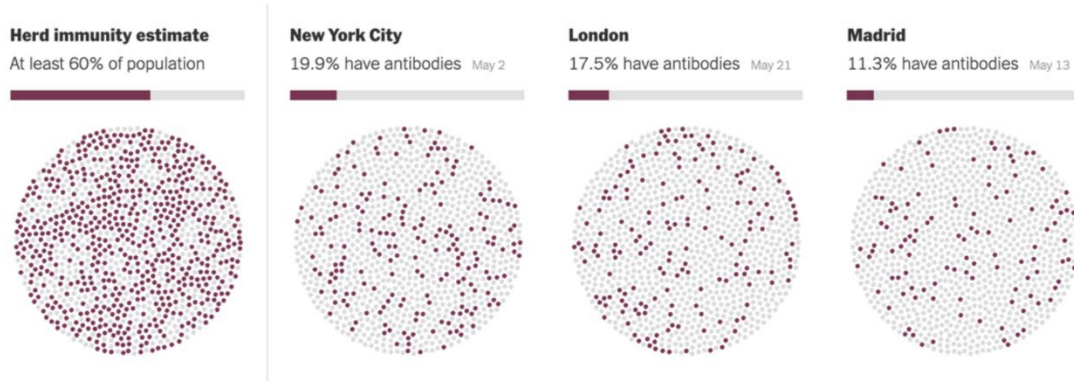 Herd immunity estimate
At least 60% of population
New York City
19.9% have antibodies May 2
London
17.5% have antibodies May 21
Madrid
11.3% have antibodies May 13